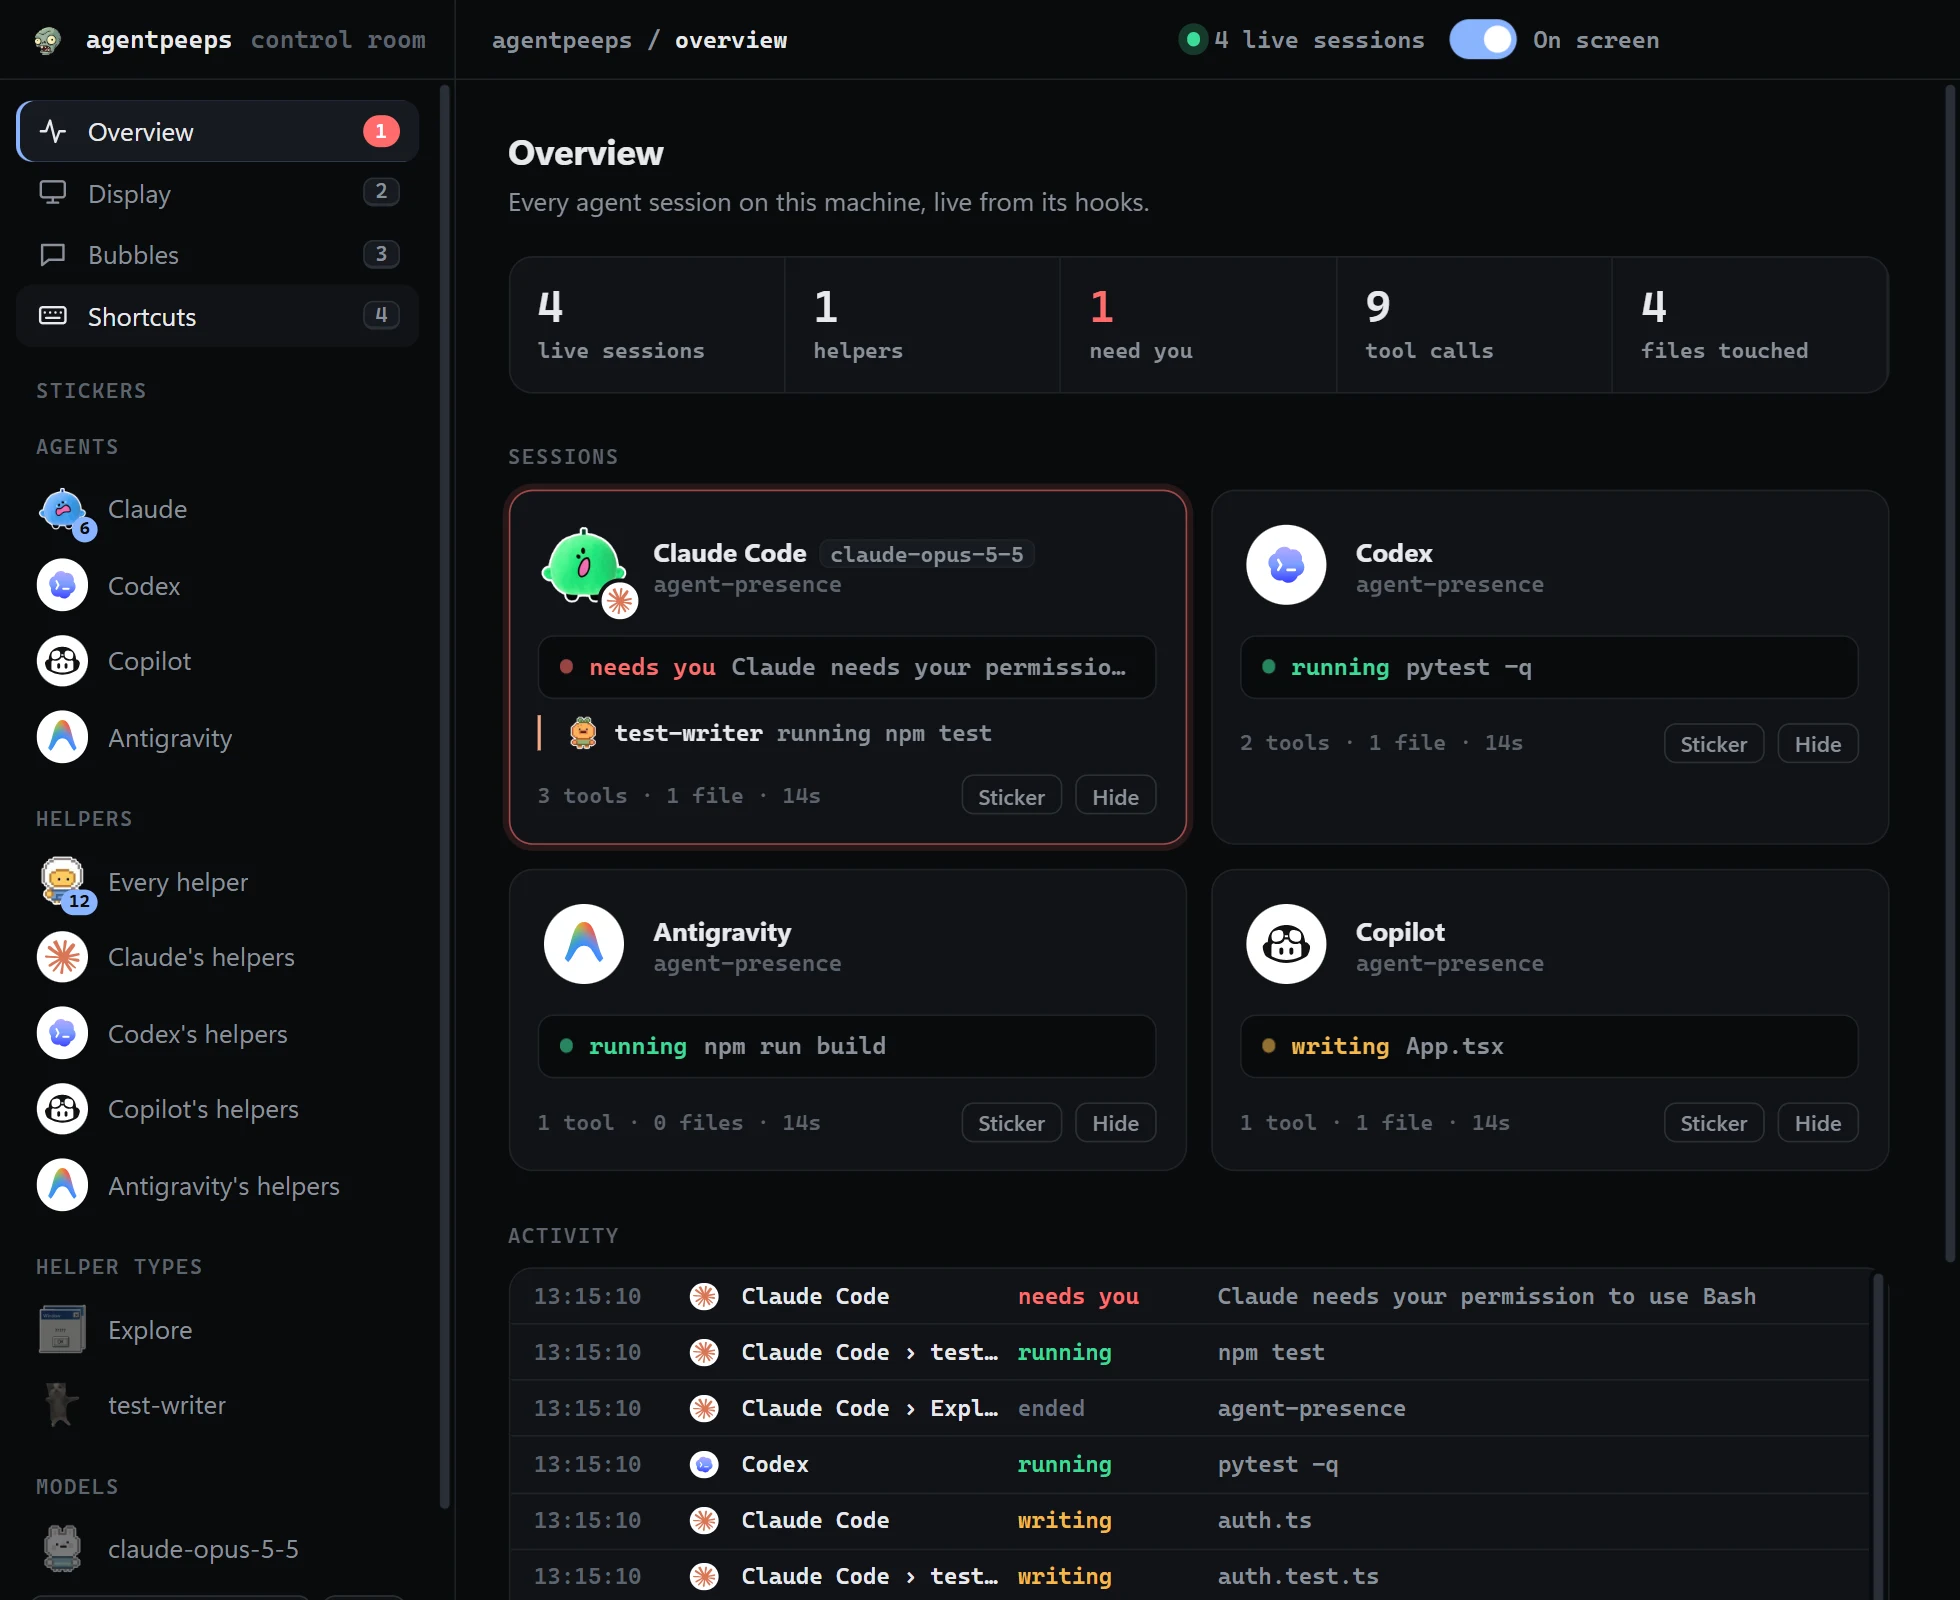 agentpeeps control room
agentpeeps / overview
4 live sessions
On screen
Overview 1
Display 2
Bubbles 3
Shortcuts 4
STICKERS
AGENTS
6
Claude
Codex
Copilot
Antigravity
HELPERS
12
Every helper
Claude's helpers
Codex's helpers
Copilot's helpers
Antigravity's helpers
HELPER TYPES
Explore
test-writer
MODELS
claude-opus-5-5
Overview
Every agent session on this machine, live from its hooks.
4
live sessions
1
helpers
1
need you
9
tool calls
4
files touched
SESSIONS
Claude Code claude-opus-5-5
agent-presence
needs you Claude needs your permissio…
test-writer running npm test
3 tools · 1 file · 14s
Sticker Hide
Codex
agent-presence
running pytest -q
2 tools · 1 file · 14s
Sticker Hide
Antigravity
agent-presence
running npm run build
1 tool · 0 files · 14s
Sticker Hide
Copilot
agent-presence
writing App.tsx
1 tool · 1 file · 14s
Sticker Hide
ACTIVITY
13:15:10 Claude Code needs you Claude needs your permission to use Bash
13:15:10 Claude Code › test… running npm test
13:15:10 Claude Code › Expl… ended agent-presence
13:15:10 Codex running pytest -q
13:15:10 Claude Code writing auth.ts
13:15:10 Claude Code › test… writing auth.test.ts